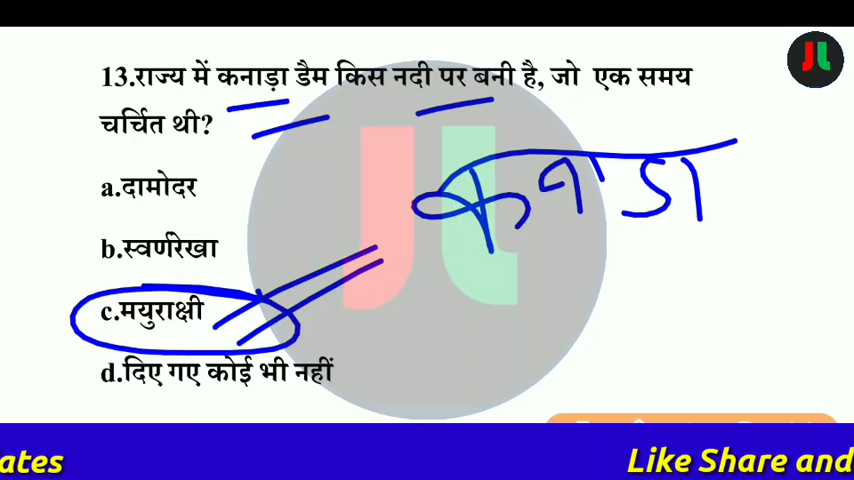 JL
13.राज्य में कनाड़ा डैम किस नदी पर बनी है, जो एक समय
चर्चित थी?
कनाडा
a.दामोदर
b.स्वर्णरेखा
c.मयुराक्षी
d.दिए गए कोई भी नहीं
ates
Like Share and